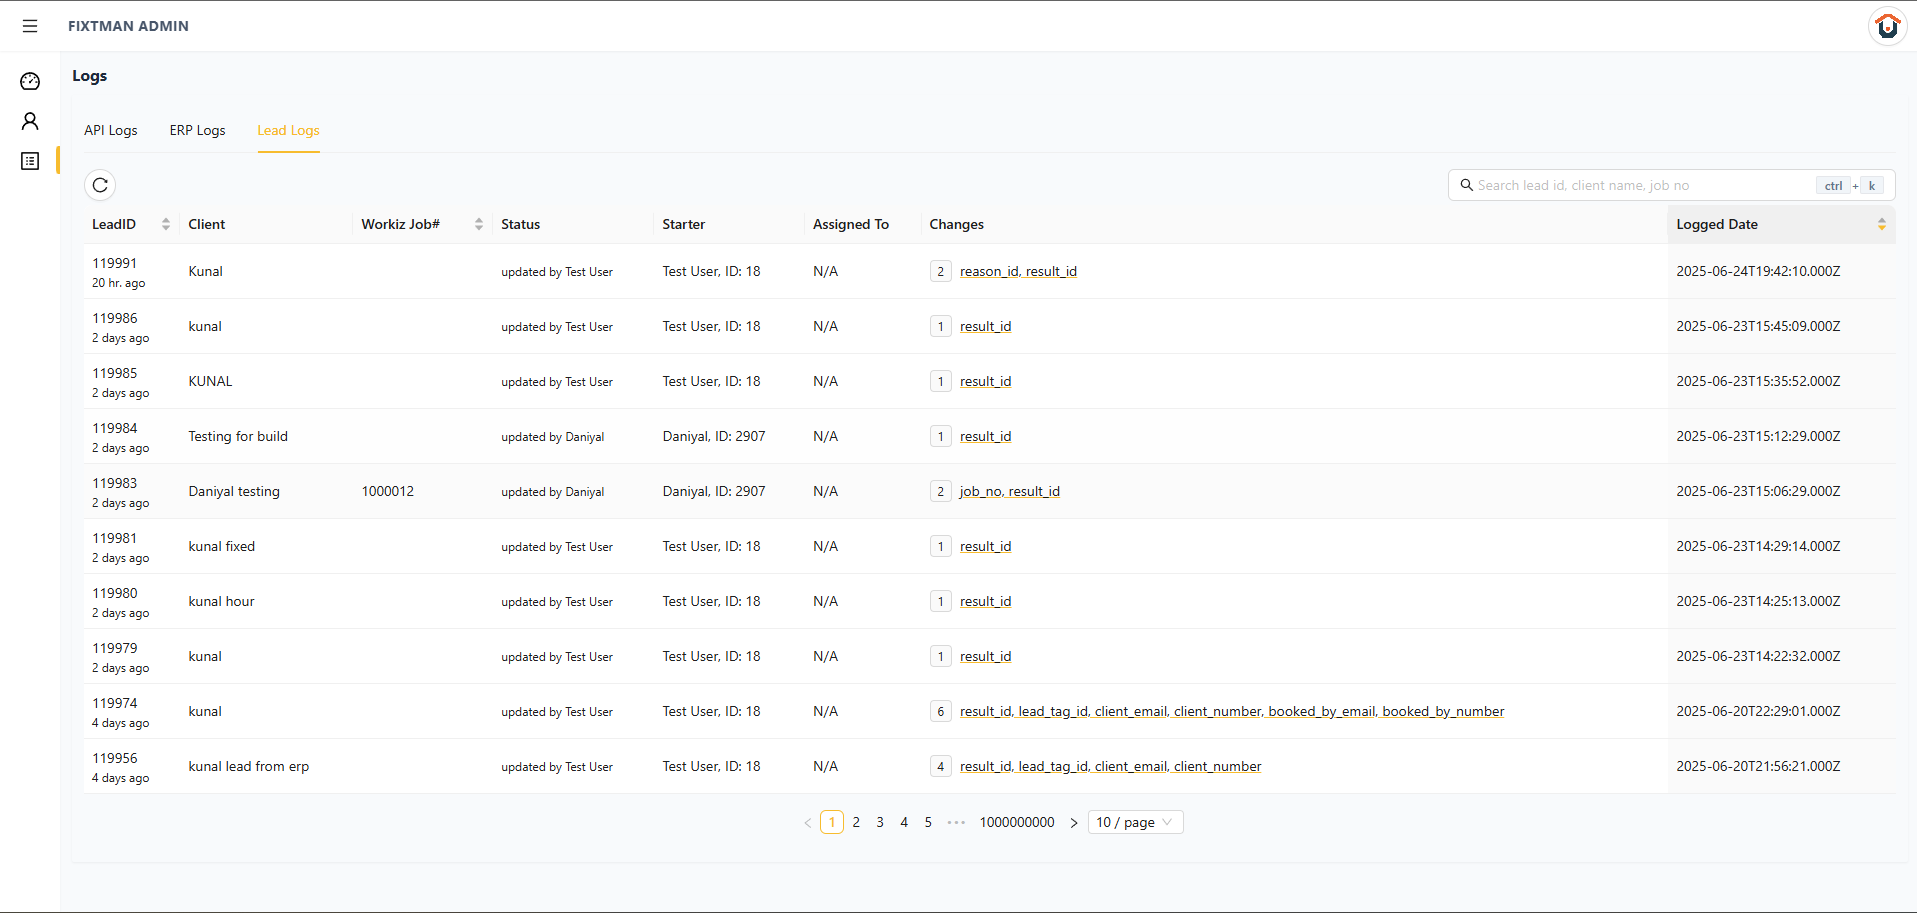 FIXTMAN ADMIN
Logs
API Logs ERP Logs Lead Logs
Search lead id, client name, job no ctrl + k
LeadID Client Workiz Job# Status Starter Assigned To Changes Logged Date
119991
20 hr. ago
Kunal updated by Test User Test User, ID: 18 N/A 2 reason_id, result_id 2025-06-24T19:42:10.000Z
119986
2 days ago
kunal updated by Test User Test User, ID: 18 N/A 1 result_id 2025-06-23T15:45:09.000Z
119985
2 days ago
KUNAL updated by Test User Test User, ID: 18 N/A 1 result_id 2025-06-23T15:35:52.000Z
119984
2 days ago
Testing for build updated by Daniyal Daniyal, ID: 2907 N/A 1 result_id 2025-06-23T15:12:29.000Z
119983
2 days ago
Daniyal testing 1000012 updated by Daniyal Daniyal, ID: 2907 N/A 2 job_no, result_id 2025-06-23T15:06:29.000Z
119981
2 days ago
kunal fixed updated by Test User Test User, ID: 18 N/A 1 result_id 2025-06-23T14:29:14.000Z
119980
2 days ago
kunal hour updated by Test User Test User, ID: 18 N/A 1 result_id 2025-06-23T14:25:13.000Z
119979
2 days ago
kunal updated by Test User Test User, ID: 18 N/A 1 result_id 2025-06-23T14:22:32.000Z
119974
4 days ago
kunal updated by Test User Test User, ID: 18 N/A 6 result_id, lead_tag_id, client_email, client_number, booked_by_email, booked_by_number 2025-06-20T22:29:01.000Z
119956
4 days ago
kunal lead from erp updated by Test User Test User, ID: 18 N/A 4 result_id, lead_tag_id, client_email, client_number 2025-06-20T21:56:21.000Z
1 2 3 4 5 ••• 1000000000 10 / page